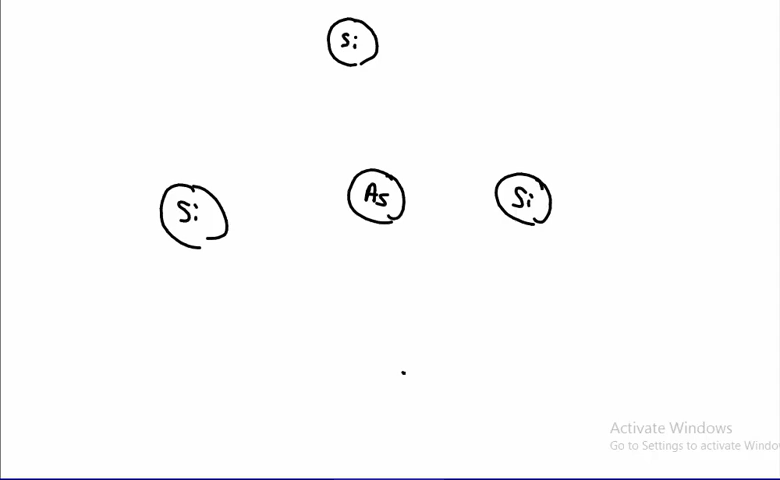 Si
Si As Si
Activate Windows
Go to Settings to activate Windo